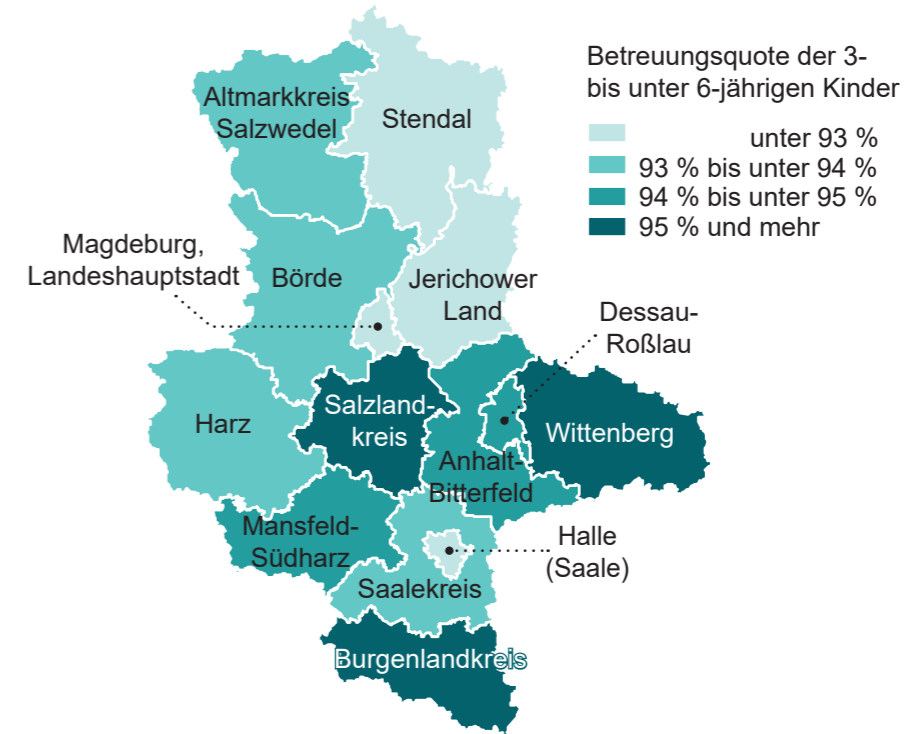 Betreuungsquote der 3-
bis unter 6-jährigen Kinder
unter 93 %
93 % bis unter 94 %
94 % bis unter 95 %
95 % und mehr
Altmarkkreis
Salzwedel
Stendal
Magdeburg,
Landeshauptstadt
Börde
Jerichower
Land
Dessau-
Roßlau
Harz
Salzland-
kreis
Wittenberg
Anhalt-
Bitterfeld
Mansfeld-
Südharz
Halle
(Saale)
Saalekreis
Burgenlandkreis